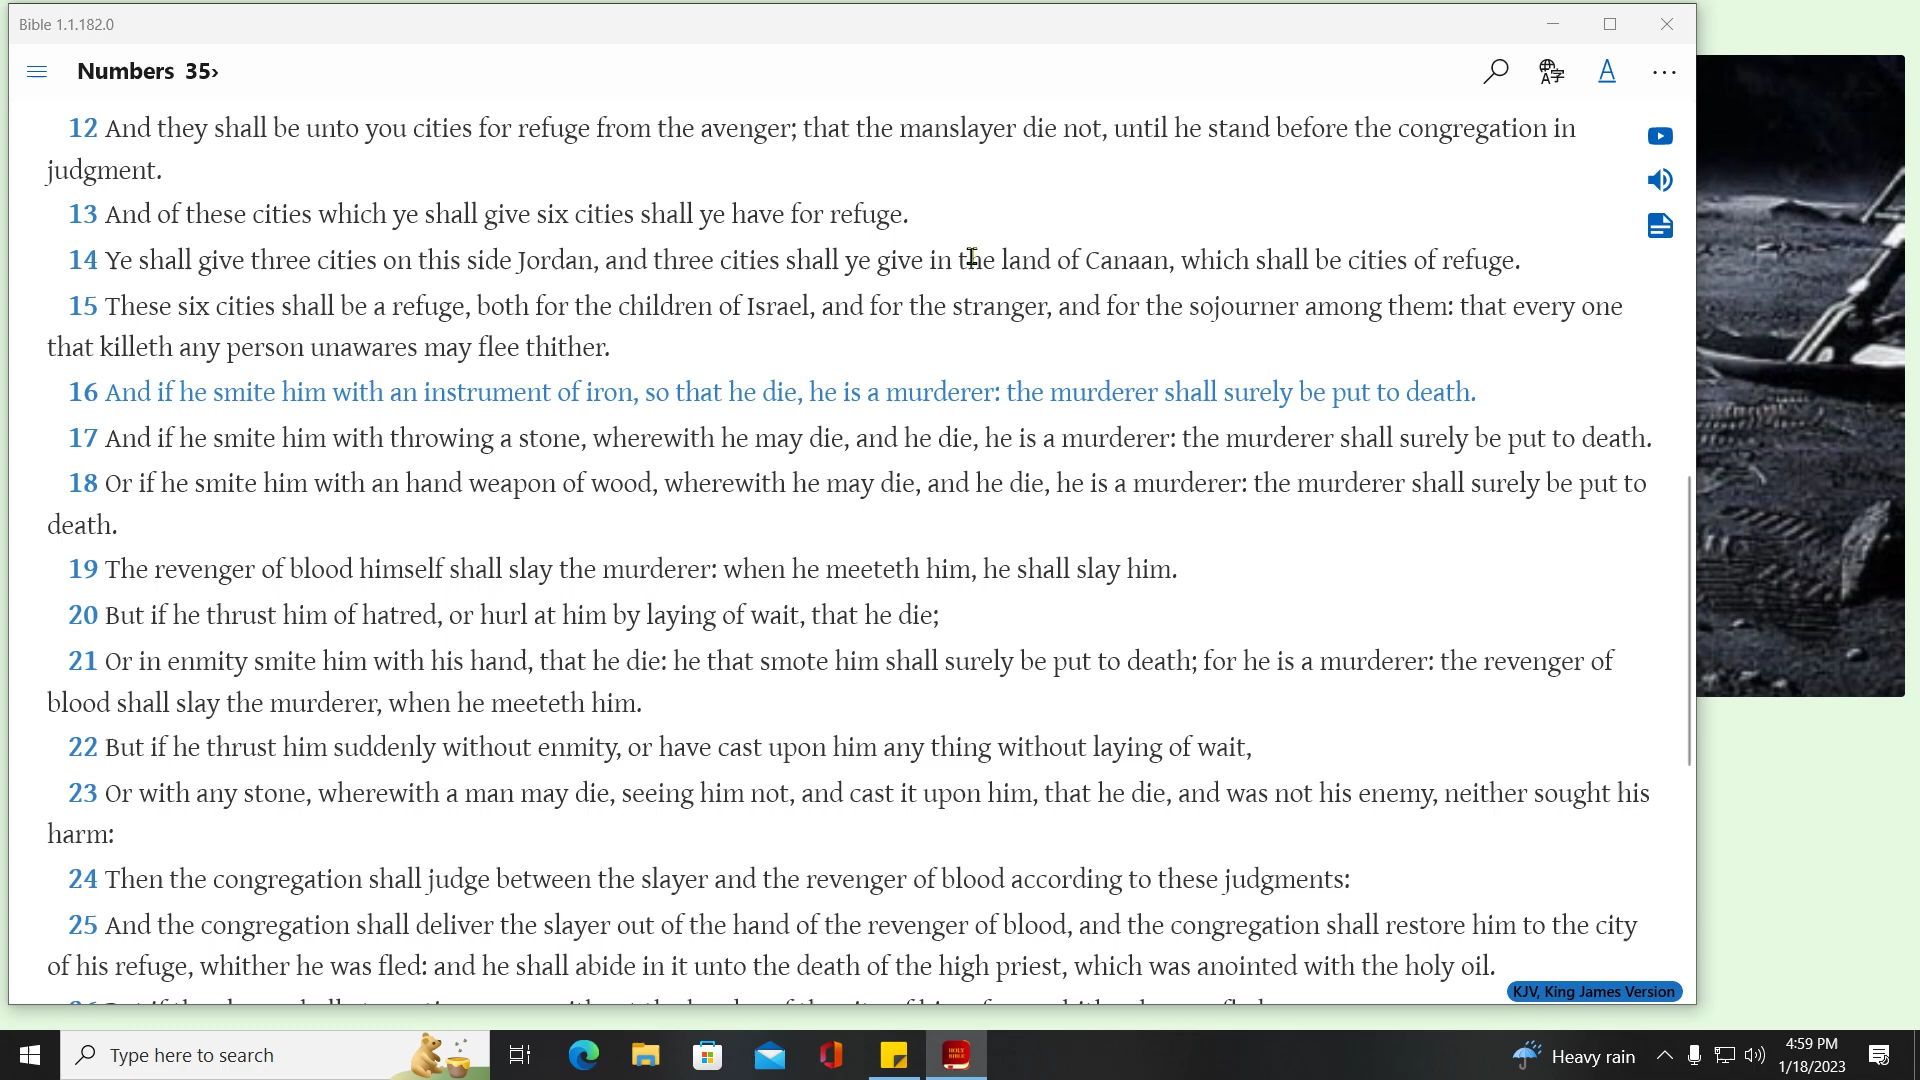 Bible 1.1.182.0
Numbers 35›
12 And they shall be unto you cities for refuge from the avenger; that the manslayer die not, until he stand before the congregation in
judgment.
13 And of these cities which ye shall give six cities shall ye have for refuge.
14 Ye shall give three cities on this side Jordan, and three cities shall ye give in the land of Canaan, which shall be cities of refuge.
15 These six cities shall be a refuge, both for the children of Israel, and for the stranger, and for the sojourner among them: that every one
that killeth any person unawares may flee thither.
16 And if he smite him with an instrument of iron, so that he die, he is a murderer: the murderer shall surely be put to death.
17 And if he smite him with throwing a stone, wherewith he may die, and he die, he is a murderer: the murderer shall surely be put to death.
18 Or if he smite him with an hand weapon of wood, wherewith he may die, and he die, he is a murderer: the murderer shall surely be put to
death.
19 The revenger of blood himself shall slay the murderer: when he meeteth him, he shall slay him.
20 But if he thrust him of hatred, or hurl at him by laying of wait, that he die;
21 Or in enmity smite him with his hand, that he die: he that smote him shall surely be put to death; for he is a murderer: the revenger of
blood shall slay the murderer, when he meeteth him.
22 But if he thrust him suddenly without enmity, or have cast upon him any thing without laying of wait,
23 Or with any stone, wherewith a man may die, seeing him not, and cast it upon him, that he die, and was not his enemy, neither sought his
harm:
24 Then the congregation shall judge between the slayer and the revenger of blood according to these judgments:
25 And the congregation shall deliver the slayer out of the hand of the revenger of blood, and the congregation shall restore him to the city
of his refuge, whither he was fled: and he shall abide in it unto the death of the high priest, which was anointed with the holy oil.
KJV, King James Version
Type here to search
HOLY
BIBLE
Heavy rain
4:59 PM
1/18/2023